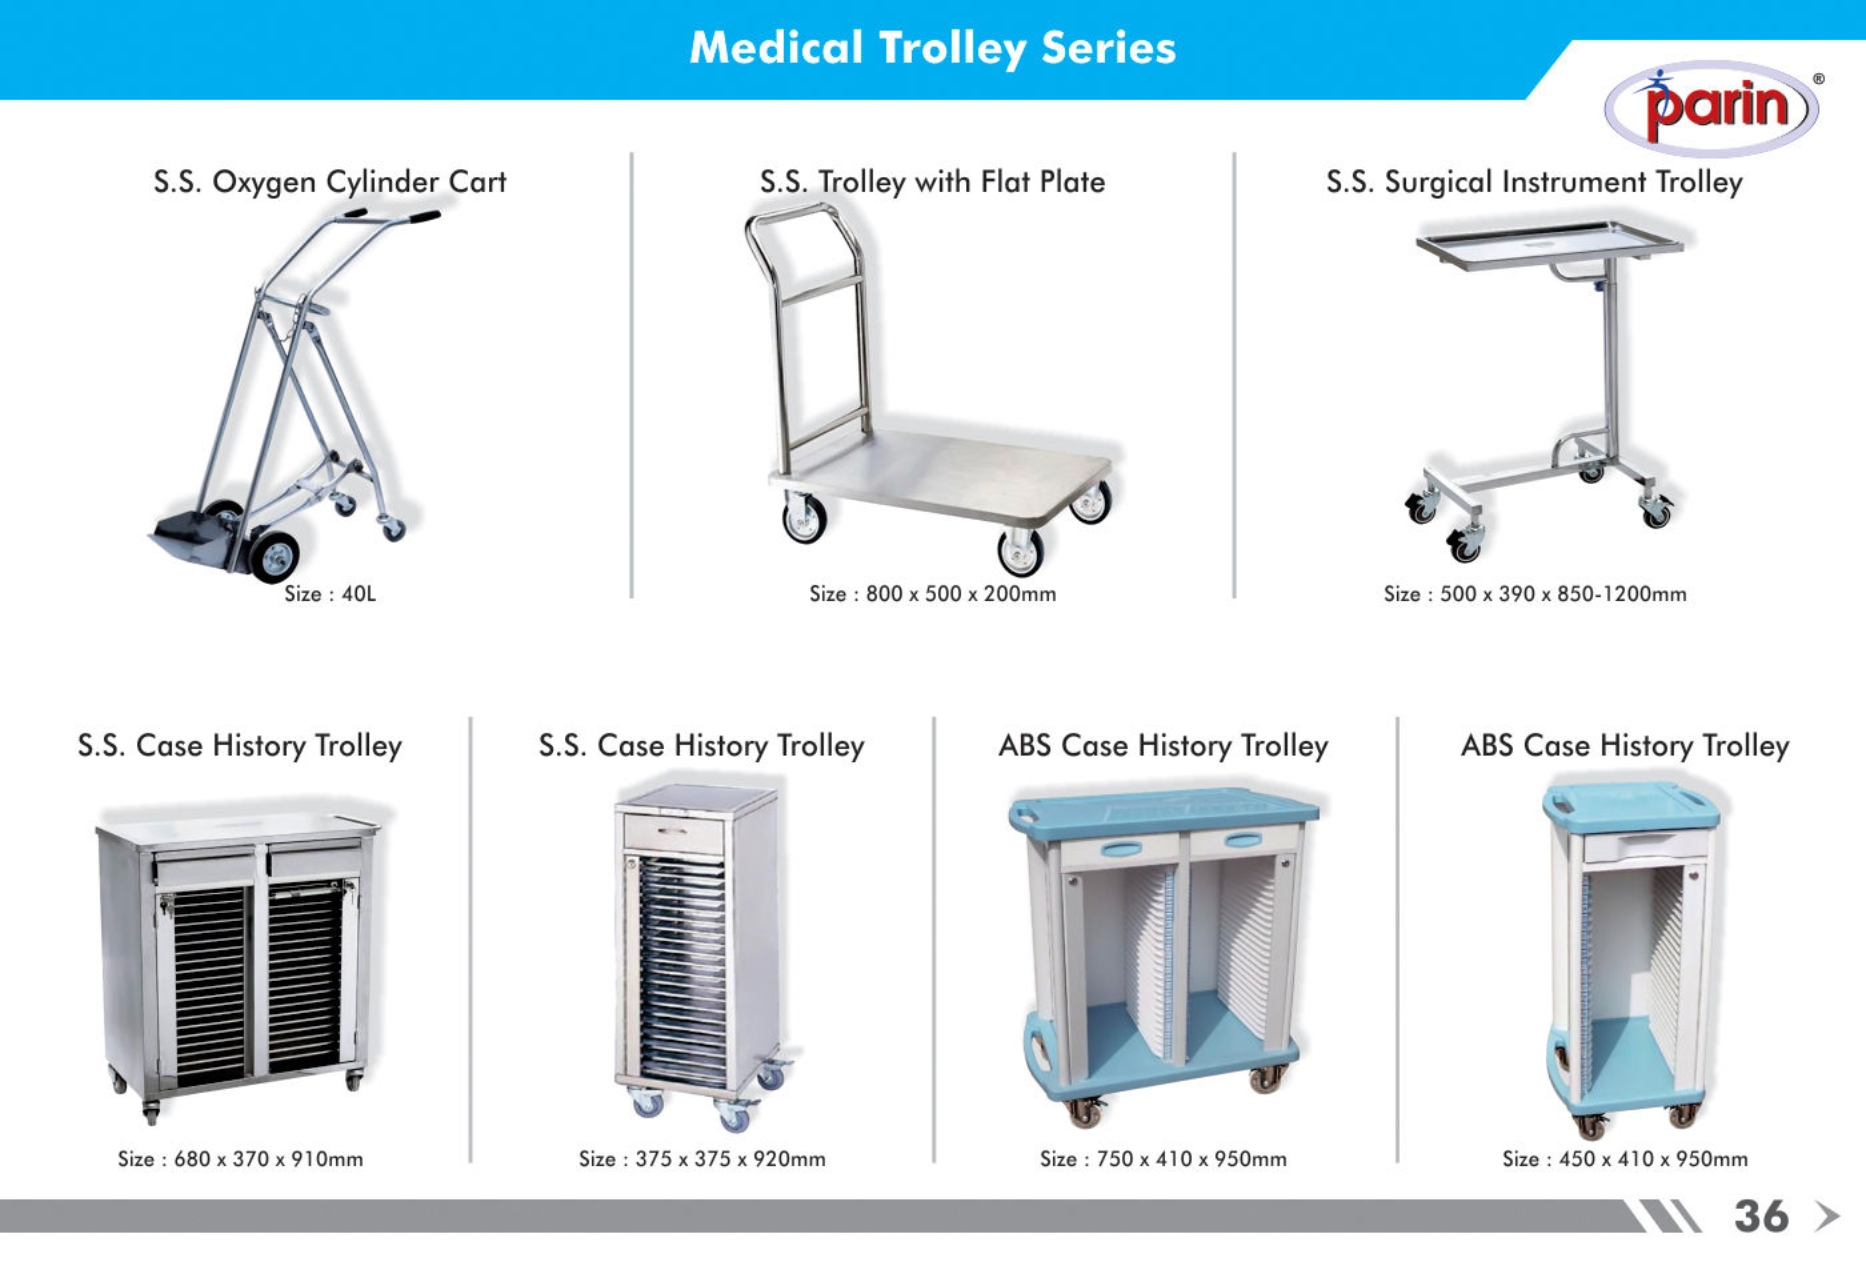 Medical Trolley Series
parin®
S.S. Oxygen Cylinder Cart
S.S. Trolley with Flat Plate
S.S. Surgical Instrument Trolley
Size : 40L
Size : 800 x 500 x 200mm
Size : 500 x 390 x 850-1200mm
S.S. Case History Trolley
S.S. Case History Trolley
ABS Case History Trolley
ABS Case History Trolley
Size : 680 x 370 x 910mm
Size : 375 x 375 x 920mm
Size : 750 x 410 x 950mm
Size : 450 x 410 x 950mm
36